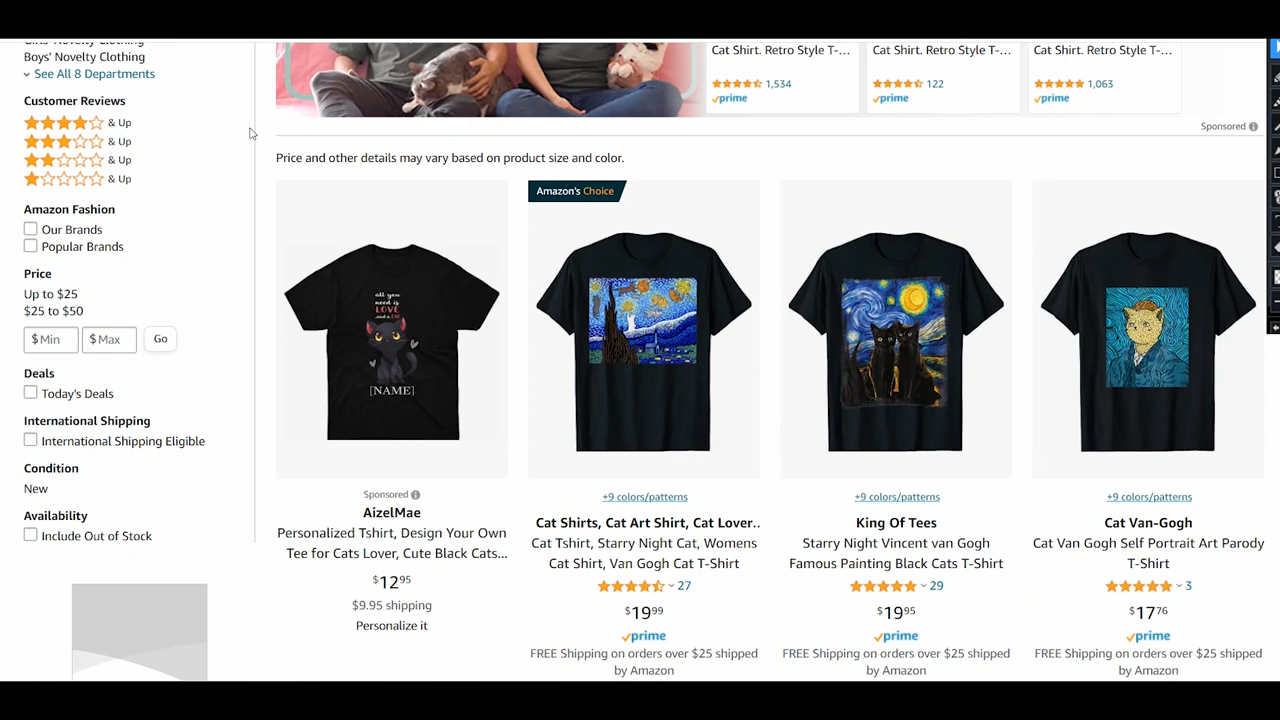 Girls' Novelty Clothing
Boys' Novelty Clothing
See All 8 Departments
Customer Reviews
& Up
& Up
& Up
& Up
Amazon Fashion
Our Brands
Popular Brands
Price
Up to $25
$25 to $50
$ Min
$ Max
Go
Deals
Today's Deals
International Shipping
International Shipping Eligible
Condition
New
Availability
Include Out of Stock
Cat Shirt. Retro Style T-...
1,534
prime
Cat Shirt. Retro Style T-...
122
prime
Cat Shirt. Retro Style T-...
1,063
prime
Sponsored
Price and other details may vary based on product size and color.
all you
need is
LOVE
and a CAT
[NAME]
Sponsored
AizelMae
Personalized Tshirt, Design Your Own
Tee for Cats Lover, Cute Black Cats...
$12 95
$9.95 shipping
Personalize it
Amazon's Choice
+9 colors/patterns
Cat Shirts, Cat Art Shirt, Cat Lover..
Cat Tshirt, Starry Night Cat, Womens
Cat Shirt, Van Gogh Cat T-Shirt
27
$19 99
prime
FREE Shipping on orders over $25 shipped
by Amazon
+9 colors/patterns
King Of Tees
Starry Night Vincent van Gogh
Famous Painting Black Cats T-Shirt
29
$19 95
prime
FREE Shipping on orders over $25 shipped
by Amazon
+9 colors/patterns
Cat Van-Gogh
Cat Van Gogh Self Portrait Art Parody
T-Shirt
3
$17 76
prime
FREE Shipping on orders over $25 shipped
by Amazon